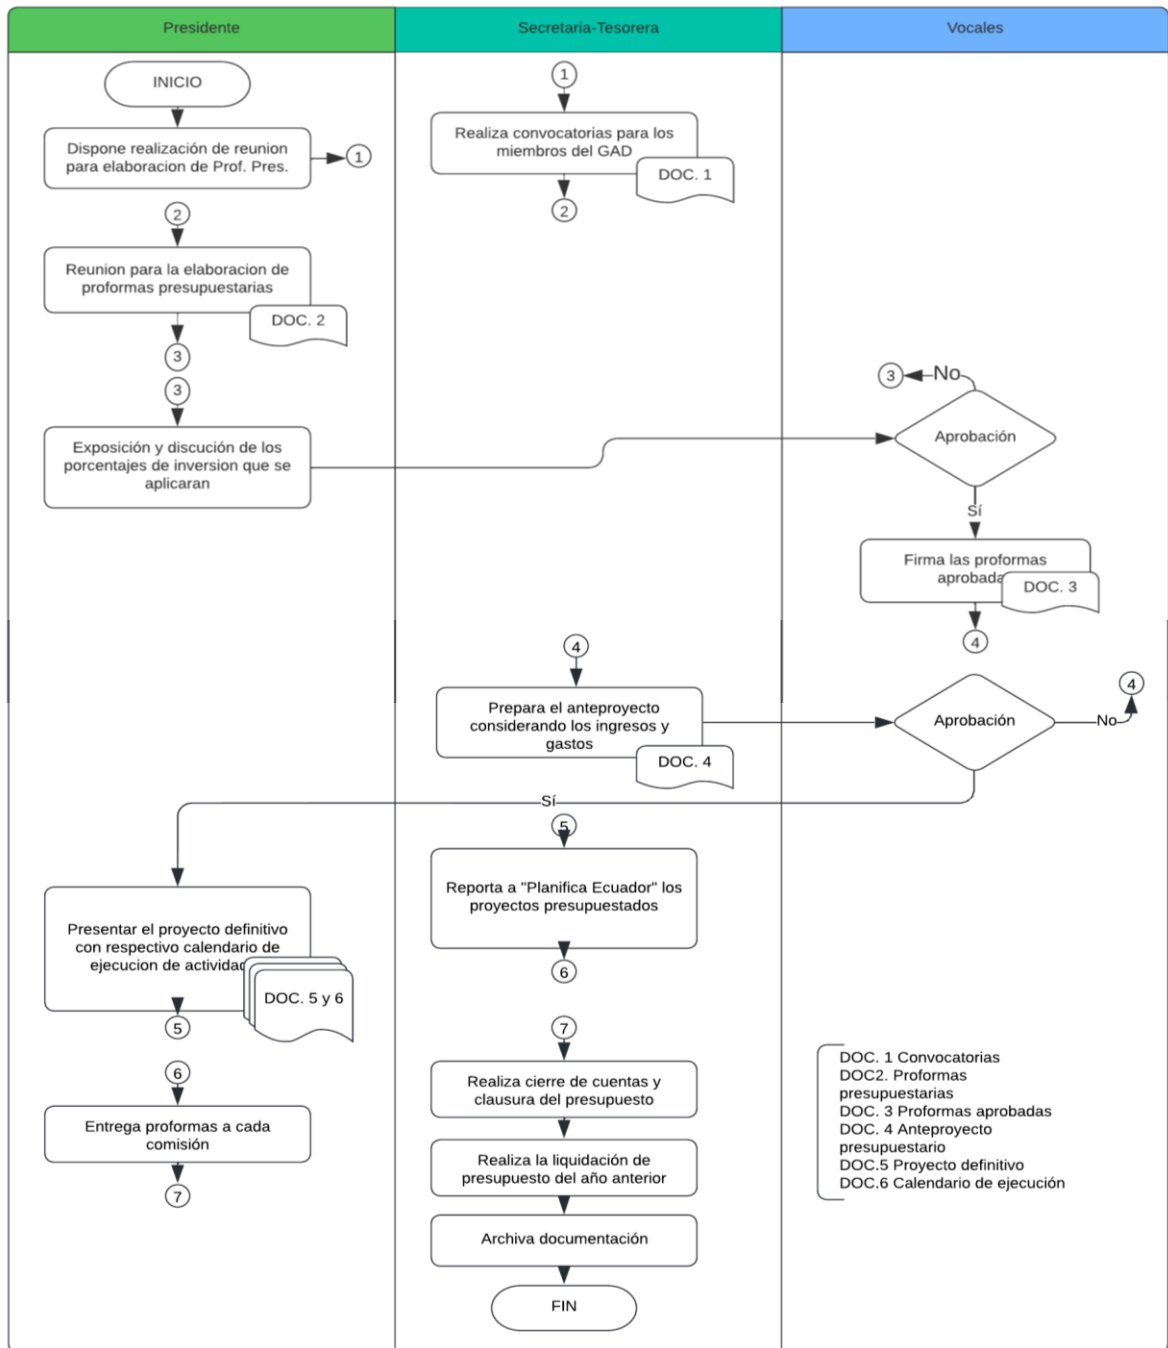 Presidente
Secretaria-Tesorera
Vocales
INICIO
Dispone realización de reunion
para elaboracion de Prof. Pres.
1
2
Reunion para la elaboracion de
proformas presupuestarias
DOC. 2
3
3
Exposición y discución de los
porcentajes de inversion que se
aplicaran
1
Realiza convocatorias para los
miembros del GAD
DOC. 1
2
3
No
Aprobación
Sí
Firma las proformas
aprobada
DOC. 3
4
4
Prepara el anteproyecto
considerando los ingresos y
gastos
DOC. 4
Aprobación
No
4
Sí
Presentar el proyecto definitivo
con respectivo calendario de
ejecucion de activida
DOC. 5 y 6
5
5
Reporta a "Planifica Ecuador" los
proyectos presupuestados
6
6
Entrega proformas a cada
comisión
7
7
Realiza cierre de cuentas y
clausura del presupuesto
Realiza la liquidación de
presupuesto del año anterior
Archiva documentación
FIN
DOC. 1 Convocatorias
DOC2. Proformas
presupuestarias
DOC. 3 Proformas aprobadas
DOC. 4 Anteproyecto
presupuestario
DOC.5 Proyecto definitivo
DOC.6 Calendario de ejecución